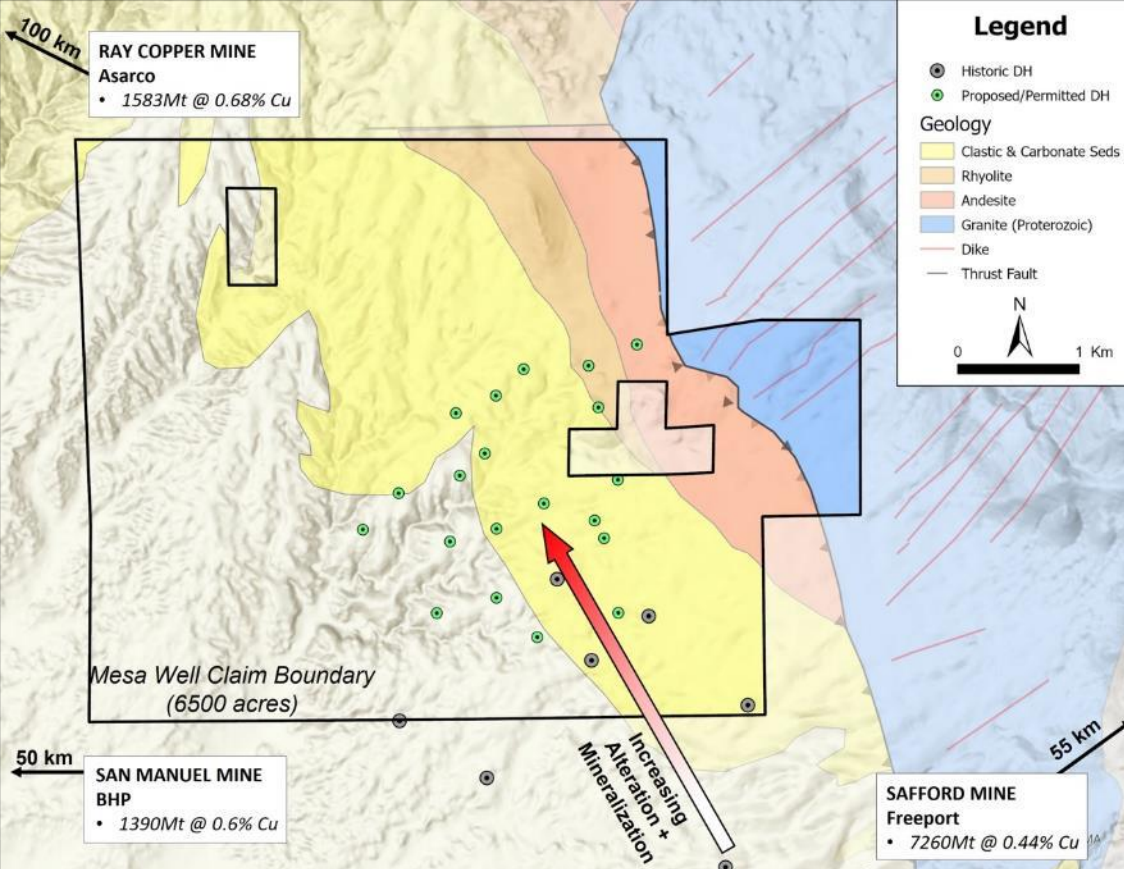 100 km
RAY COPPER MINE
Asarco
• 1583Mt @ 0.68% Cu
Legend
Historic DH
Proposed/Permitted DH
Geology
Clastic & Carbonate Seds
Rhyolite
Andesite
Granite (Proterozoic)
Dike
Thrust Fault
N
0 1 Km
Mesa Well Claim Boundary
(6500 acres)
50 km
SAN MANUEL MINE
BHP
• 1390Mt @ 0.6% Cu
Increasing
Alteration +
Mineralization
55 km
SAFFORD MINE
Freeport
• 7260Mt @ 0.44% Cu